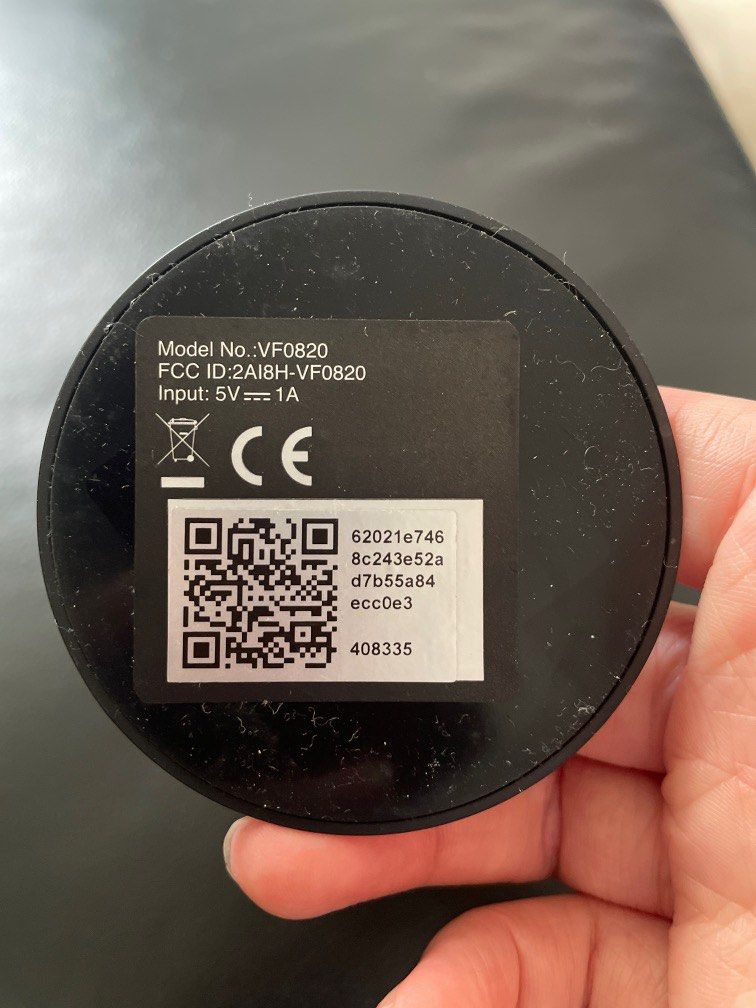 Model No.:VF0820
FCC ID:2AI8H-VF0820
Input: 5V⎓1A
CE
62021e746
8c243e52a
d7b55a84
ecc0e3
408335